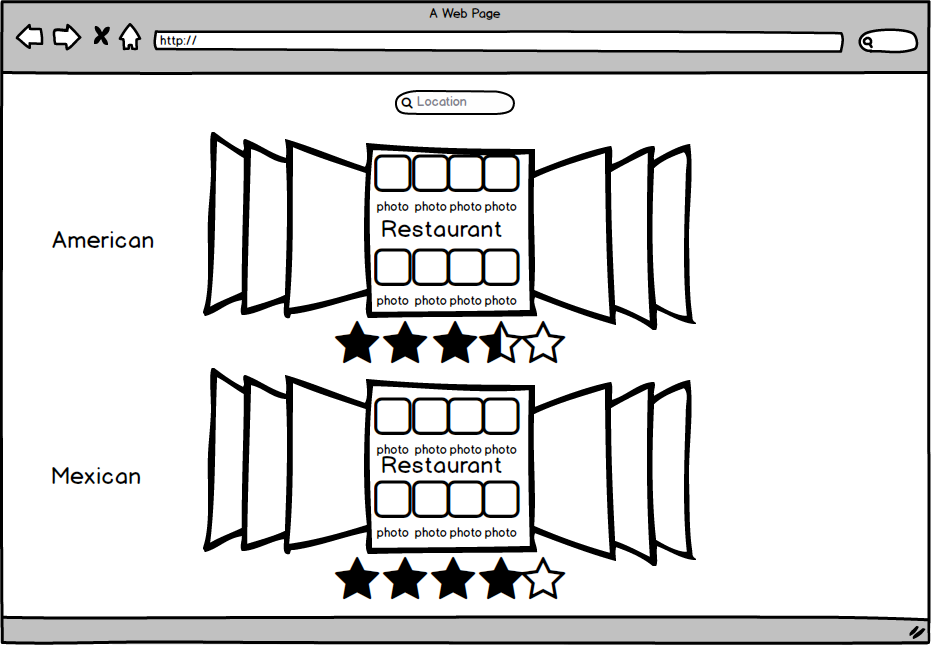 A Web Page
http://
Location
American
photo photo photo photo
Restaurant
photo photo photo photo
Mexican
photo photo photo photo
Restaurant
photo photo photo photo